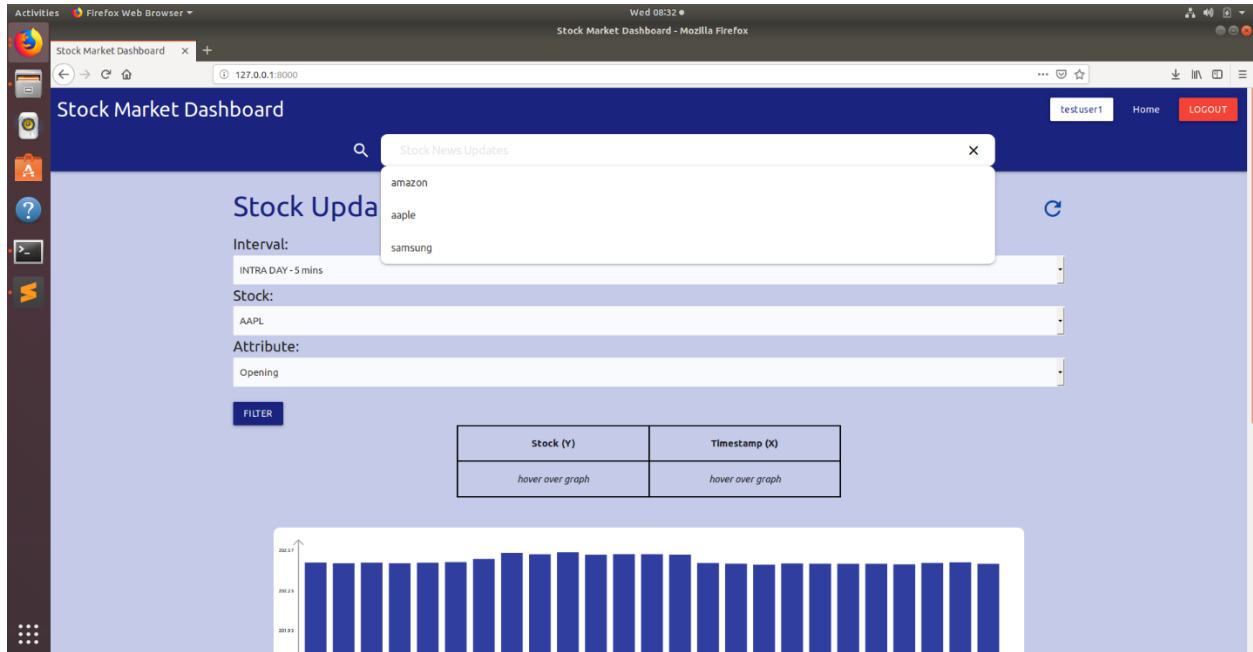 Activities Firefox Web Browser Wed 08:32
Stock Market Dashboard - Mozilla Firefox
Stock Market Dashboard
127.0.0.1:8000
Stock Market Dashboard testuser1 Home LOGOUT
Stock News Updates
amazon
aaple
samsung
Stock Upda
Interval:
INTRA DAY - 5 mins
Stock:
AAPL
Attribute:
Opening
FILTER
Stock (Y) Timestamp (X)
hover over graph hover over graph